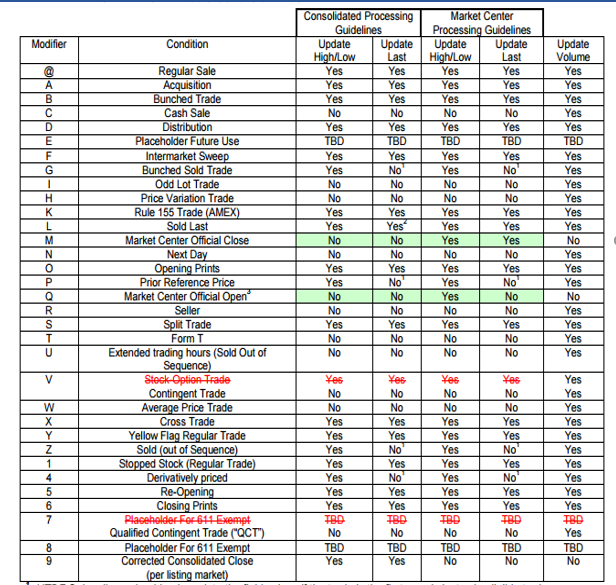 Consolidated Processing Guidelines Market Center Processing Guidelines
Modifier Condition Update High/Low Update Last Update High/Low Update Last Update Volume
@ Regular Sale Yes Yes Yes Yes Yes
A Acquisition Yes Yes Yes Yes Yes
B Bunched Trade Yes Yes Yes Yes Yes
C Cash Sale No No No No Yes
D Distribution Yes Yes Yes Yes Yes
E Placeholder Future Use TBD TBD TBD TBD TBD
F Intermarket Sweep Yes Yes Yes Yes Yes
G Bunched Sold Trade Yes No¹ Yes No¹ Yes
I Odd Lot Trade No No No No Yes
H Price Variation Trade No No No No Yes
K Rule 155 Trade (AMEX) Yes Yes Yes Yes Yes
L Sold Last Yes Yes² Yes Yes Yes
M Market Center Official Close No No Yes Yes No
N Next Day No No No No Yes
O Opening Prints Yes Yes Yes Yes Yes
P Prior Reference Price Yes No¹ Yes No¹ Yes
Q Market Center Official Open³ No No Yes No No
R Seller No No No No Yes
S Split Trade Yes Yes Yes Yes Yes
T Form T No No No No Yes
U Extended trading hours (Sold Out of Sequence) No No No No Yes
V Stock Option Trade Yes Yes Yes Yes Yes
Contingent Trade No No No No Yes
W Average Price Trade No No No No Yes
X Cross Trade Yes Yes Yes Yes Yes
Y Yellow Flag Regular Trade Yes Yes Yes Yes Yes
Z Sold (out of Sequence) Yes No¹ Yes No¹ Yes
1 Stopped Stock (Regular Trade) Yes Yes Yes Yes Yes
4 Derivatively priced Yes No¹ Yes No¹ Yes
5 Re-Opening Yes Yes Yes Yes Yes
6 Closing Prints Yes Yes Yes Yes Yes
7 Placeholder For 611 Exempt TBD TBD TBD TBD TBD
Qualified Contingent Trade ("QCT") No No No No Yes
8 Placeholder For 611 Exempt TBD TBD TBD TBD TBD
9 Corrected Consolidated Close (per listing market) Yes Yes No No No